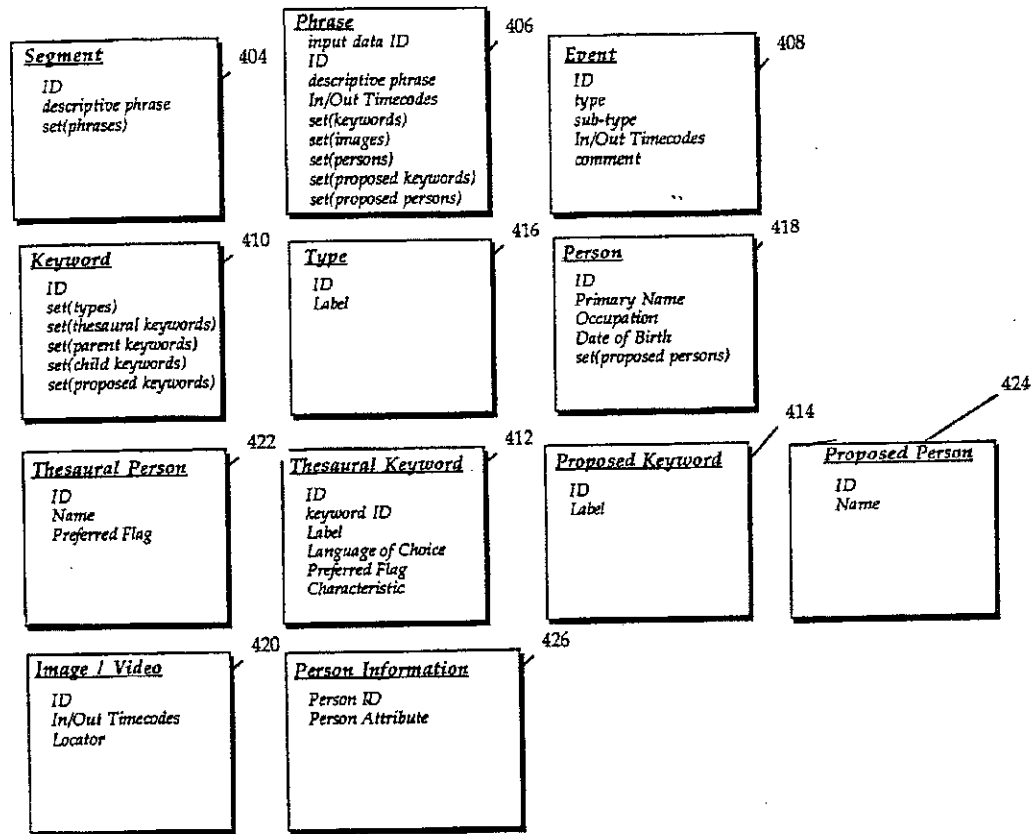 Segment
ID
descriptive phrase
set(phrases)
404
Phrase
input data ID
ID
descriptive phrase
In/Out Timecodes
set(keywords)
set(images)
set(persons)
set(proposed keywords)
set(proposed persons)
406
Event
ID
type
sub-type
In/Out Timecodes
comment
408
Keyword
ID
set(types)
set(thesaural keywords)
set(parent keywords)
set(child keywords)
set(proposed keywords)
410
Type
ID
Label
416
Person
ID
Primary Name
Occupation
Date of Birth
set(proposed persons)
418
Thesaural Person
ID
Name
Preferred Flag
422
Thesaural Keyword
ID
keyword ID
Label
Language of Choice
Preferred Flag
Characteristic
412
Proposed Keyword
ID
Label
414
Proposed Person
ID
Name
424
Image / Video
ID
In/Out Timecodes
Locator
420
Person Information
Person ID
Person Attribute
426